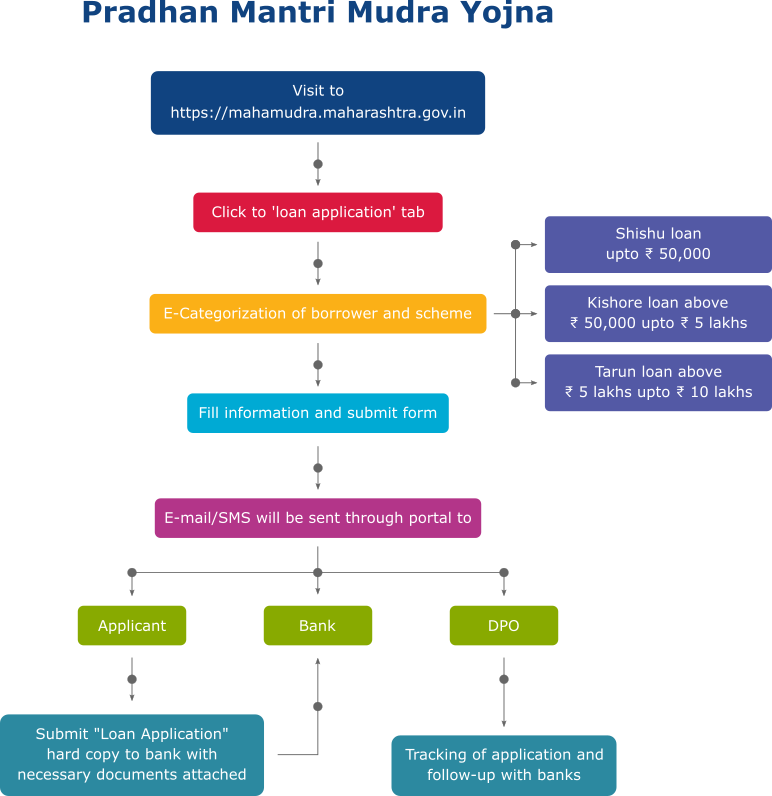 Pradhan Mantri Mudra Yojna
Visit to
https://mahamudra.maharashtra.gov.in
Click to 'loan application' tab
E-Categorization of borrower and scheme
Shishu loan
upto ₹ 50,000
Kishore loan above
₹ 50,000 upto ₹ 5 lakhs
Tarun loan above
₹ 5 lakhs upto ₹ 10 lakhs
Fill information and submit form
E-mail/SMS will be sent through portal to
Applicant
Bank
DPO
Submit "Loan Application"
hard copy to bank with
necessary documents attached
Tracking of application and
follow-up with banks